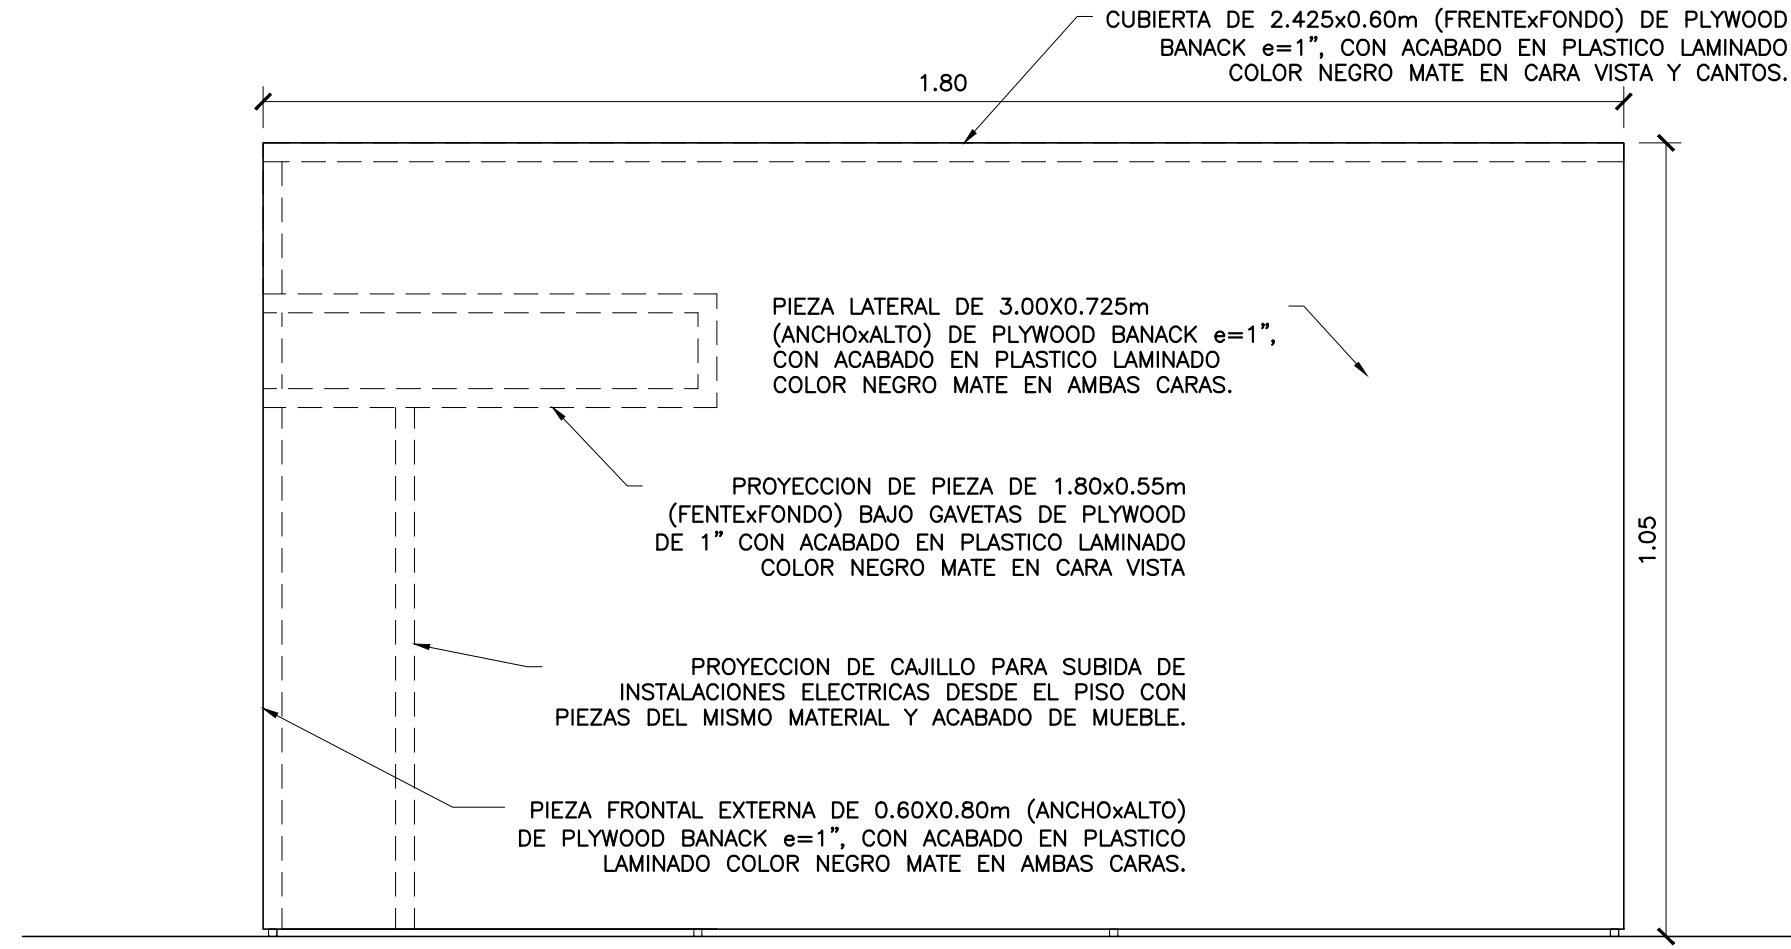 CUBIERTA DE 2.425x0.60m (FRENTExFONDO) DE PLYWOOD
BANACK e=1”, CON ACABADO EN PLASTICO LAMINADO
COLOR NEGRO MATE EN CARA VISTA Y CANTOS.
1.80
PIEZA LATERAL DE 3.00X0.725m
(ANCHOxALTO) DE PLYWOOD BANACK e=1”,
CON ACABADO EN PLASTICO LAMINADO
COLOR NEGRO MATE EN AMBAS CARAS.
PROYECCION DE PIEZA DE 1.80x0.55m
(FENTExFONDO) BAJO GAVETAS DE PLYWOOD
DE 1” CON ACABADO EN PLASTICO LAMINADO
COLOR NEGRO MATE EN CARA VISTA
1.05
PROYECCION DE CAJILLO PARA SUBIDA DE
INSTALACIONES ELECTRICAS DESDE EL PISO CON
PIEZAS DEL MISMO MATERIAL Y ACABADO DE MUEBLE.
PIEZA FRONTAL EXTERNA DE 0.60X0.80m (ANCHOxALTO)
DE PLYWOOD BANACK e=1”, CON ACABADO EN PLASTICO
LAMINADO COLOR NEGRO MATE EN AMBAS CARAS.